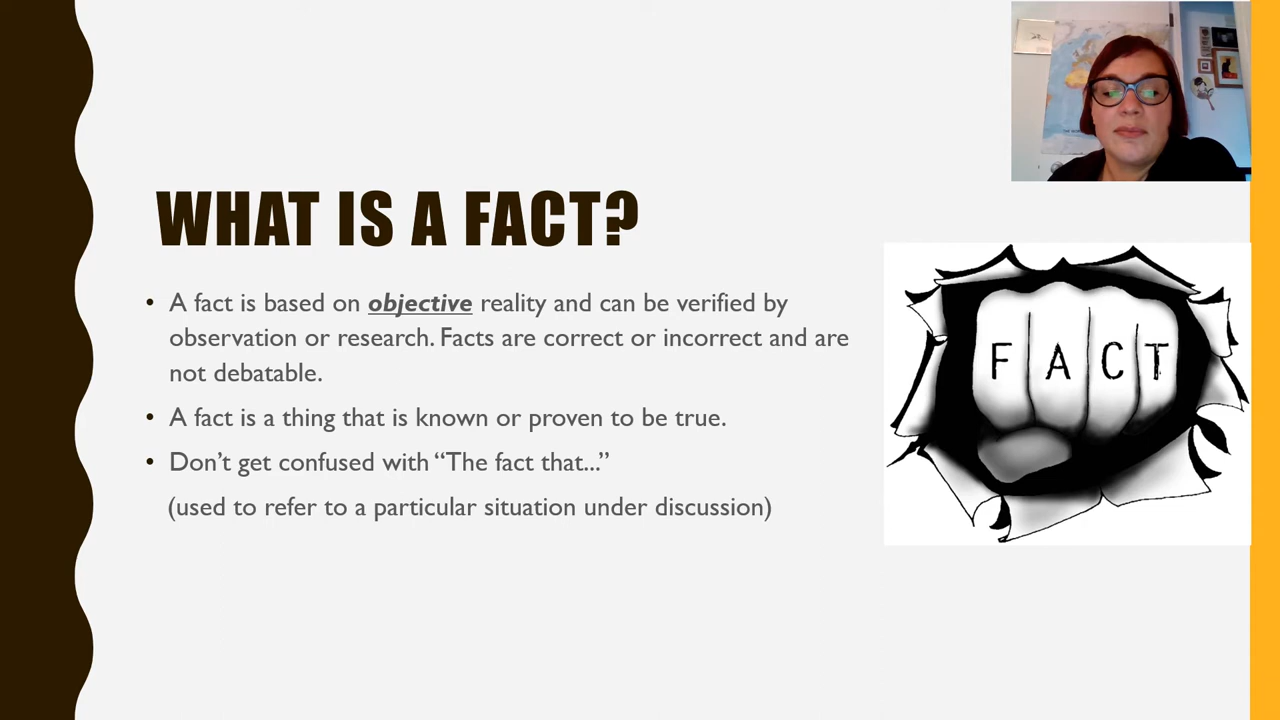 WHAT IS A FACT?
• A fact is based on objective reality and can be verified by
observation or research. Facts are correct or incorrect and are
not debatable.
• A fact is a thing that is known or proven to be true.
• Don’t get confused with “The fact that...”
(used to refer to a particular situation under discussion)
F A C T